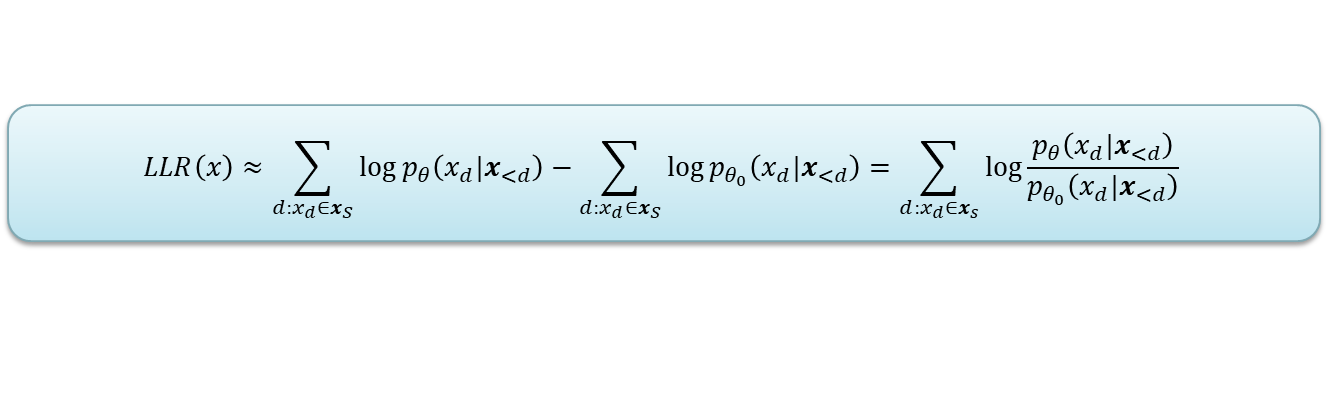 LLR(x) ≈ ∑_{d:x_d∈𝒙_S} log p_θ(x_d|𝒙_{<d}) − ∑_{d:x_d∈𝒙_S} log p_{θ_0}(x_d|𝒙_{<d}) = ∑_{d:x_d∈𝒙_s} log \frac{p_θ(x_d|𝒙_{<d})}{p_{θ_0}(x_d|𝒙_{<d})}